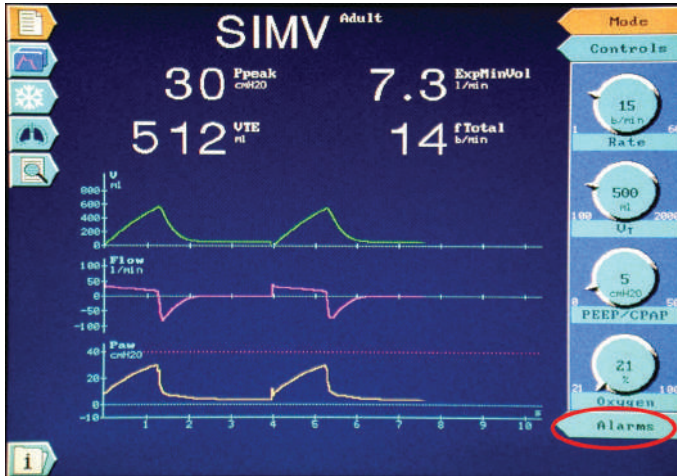 SIMV Adult
30 Ppeak cmH2O
7.3 ExpMinVol l/min
512 VTE ml
14 fTotal b/min
V
ml
800
600
400
200
0
Flow
l/min
100
50
0
-50
-100
Paw
cmH2O
40
20
0
-10
1 2 3 4 5 6 7 8 9 10 s
Mode
Controls
15
b/min
1 60
Rate
500
ml
100 2000
VT
5
cmH2O
0 50
PEEP/CPAP
21
%
21 100
Oxygen
Alarms
i